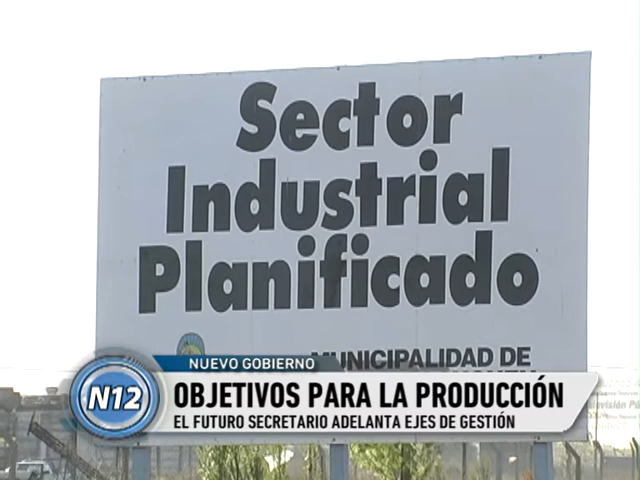 Sector
Industrial
Planificado
MUNICIPALIDAD DE
NUEVO GOBIERNO
N12
OBJETIVOS PARA LA PRODUCCIÓN
EL FUTURO SECRETARIO ADELANTA EJES DE GESTIÓN